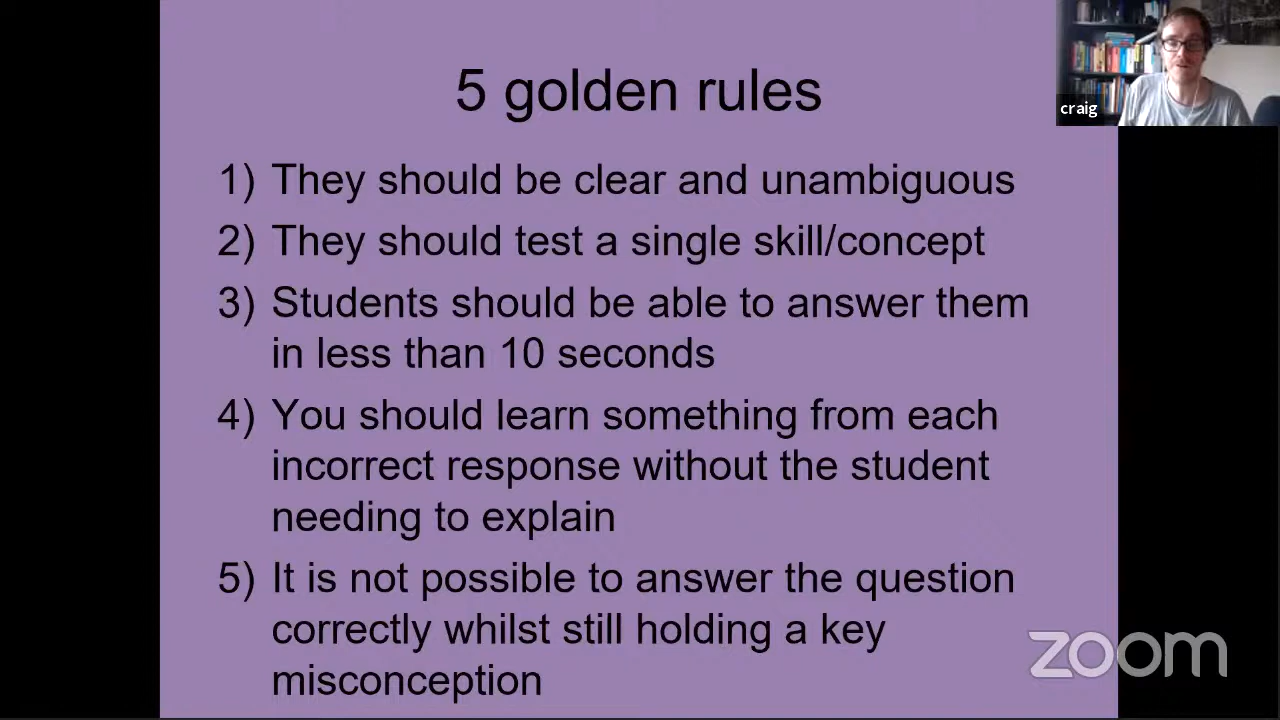 5 golden rules
craig
1) They should be clear and unambiguous
2) They should test a single skill/concept
3) Students should be able to answer them
in less than 10 seconds
4) You should learn something from each
incorrect response without the student
needing to explain
5) It is not possible to answer the question
correctly whilst still holding a key
misconception
zoom